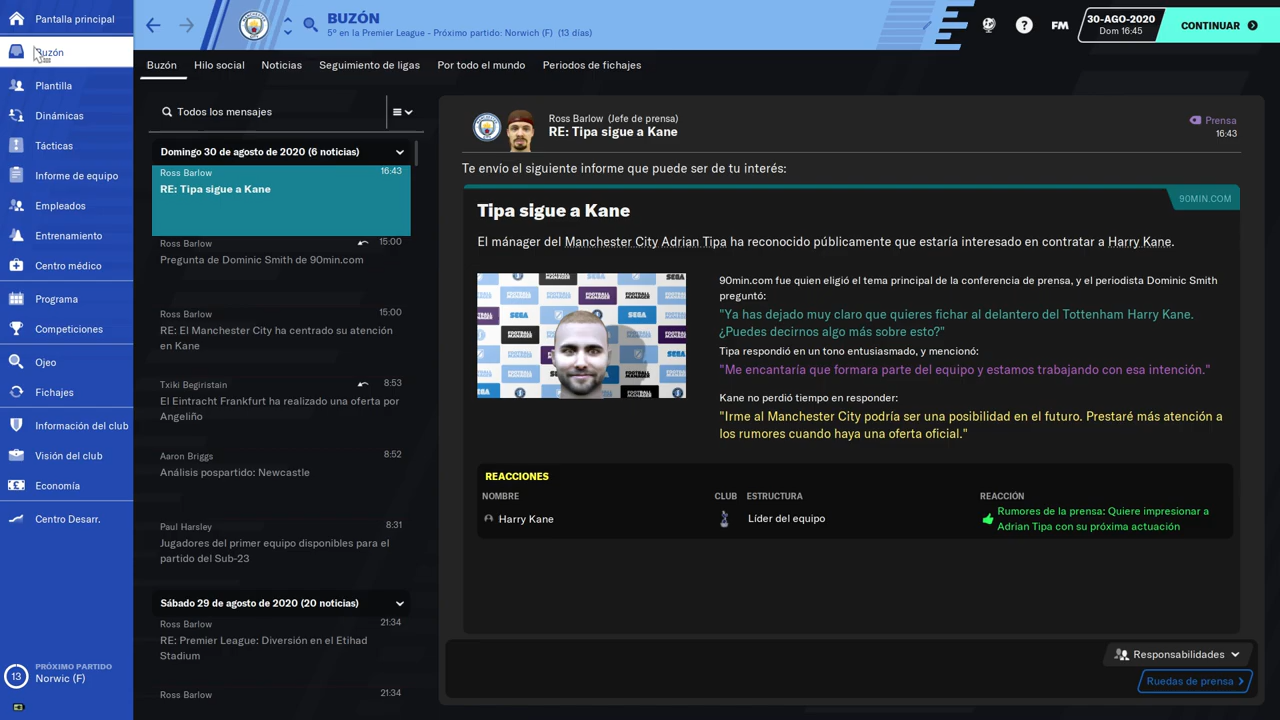 Pantalla principal
Buzón
Plantilla
Dinámicas
Tácticas
Informe de equipo
Empleados
Entrenamiento
Centro médico
Programa
Competiciones
Ojeo
Fichajes
Información del club
Visión del club
Economía
Centro Desarr.
13
PRÓXIMO PARTIDO
Norwic (F)
BUZÓN
5º en la Premier League - Próximo partido: Norwich (F) (13 días)
?
FM
30-AGO-2020
Dom 16:45
CONTINUAR
Buzón
Hilo social
Noticias
Seguimiento de ligas
Por todo el mundo
Periodos de fichajes
Todos los mensajes
Domingo 30 de agosto de 2020 (6 noticias)
Ross Barlow 16:43
RE: Tipa sigue a Kane
Ross Barlow 15:00
Pregunta de Dominic Smith de 90min.com
Ross Barlow 15:00
RE: El Manchester City ha centrado su atención
en Kane
Txiki Begiristain 8:53
El Eintracht Frankfurt ha realizado una oferta por
Angeliño
Aaron Briggs 8:52
Análisis pospartido: Newcastle
Paul Harsley 8:31
Jugadores del primer equipo disponibles para el
partido del Sub-23
Sábado 29 de agosto de 2020 (20 noticias)
Ross Barlow 21:34
RE: Premier League: Diversión en el Etihad
Stadium
Ross Barlow 21:34
Ross Barlow (Jefe de prensa)
RE: Tipa sigue a Kane
Prensa
16:43
Te envío el siguiente informe que puede ser de tu interés:
90MIN.COM
Tipa sigue a Kane
El mánager del Manchester City Adrian Tipa ha reconocido públicamente que estaría interesado en contratar a Harry Kane.
90min.com fue quien eligió el tema principal de la conferencia de prensa, y el periodista Dominic Smith
preguntó:
"Ya has dejado muy claro que quieres fichar al delantero del Tottenham Harry Kane.
¿Puedes decirnos algo más sobre esto?"
Tipa respondió en un tono entusiasmado, y mencionó:
"Me encantaría que formara parte del equipo y estamos trabajando con esa intención."
Kane no perdió tiempo en responder:
"Irme al Manchester City podría ser una posibilidad en el futuro. Prestaré más atención a
los rumores cuando haya una oferta oficial."
REACCIONES
NOMBRE CLUB ESTRUCTURA REACCIÓN
Harry Kane Líder del equipo Rumores de la prensa: Quiere impresionar a
Adrian Tipa con su próxima actuación
Responsabilidades
Ruedas de prensa